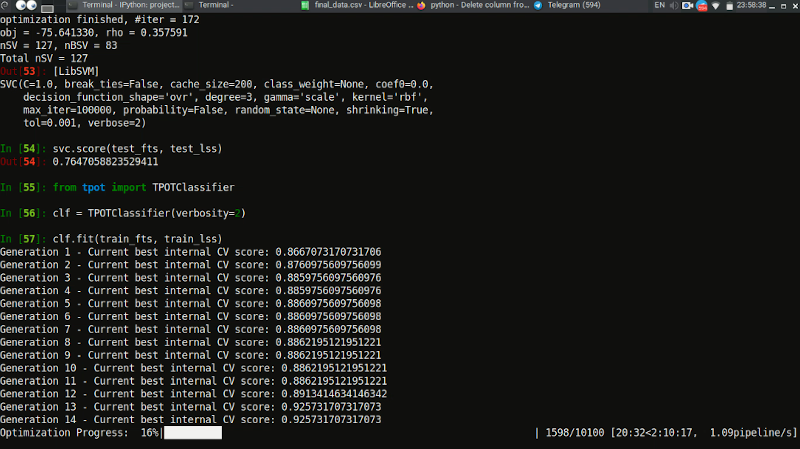 Terminal - IPython: project...
Terminal -
final_data.csv - LibreOffice ...
python - Delete column fro...
Telegram (594)
EN
23:58:38
optimization finished, #iter = 172
obj = -75.641330, rho = 0.357591
nSV = 127, nBSV = 83
Total nSV = 127
Out[53]: [LibSVM]
SVC(C=1.0, break_ties=False, cache_size=200, class_weight=None, coef0=0.0,
decision_function_shape='ovr', degree=3, gamma='scale', kernel='rbf',
max_iter=100000, probability=False, random_state=None, shrinking=True,
tol=0.001, verbose=2)
In [54]: svc.score(test_fts, test_lss)
Out[54]: 0.7647058823529411
In [55]: from tpot import TPOTClassifier
In [56]: clf = TPOTClassifier(verbosity=2)
In [57]: clf.fit(train_fts, train_lss)
Generation 1 - Current best internal CV score: 0.8667073170731706
Generation 2 - Current best internal CV score: 0.8760975609756099
Generation 3 - Current best internal CV score: 0.8859756097560976
Generation 4 - Current best internal CV score: 0.8859756097560976
Generation 5 - Current best internal CV score: 0.8860975609756098
Generation 6 - Current best internal CV score: 0.8860975609756098
Generation 7 - Current best internal CV score: 0.8860975609756098
Generation 8 - Current best internal CV score: 0.8862195121951221
Generation 9 - Current best internal CV score: 0.8862195121951221
Generation 10 - Current best internal CV score: 0.8862195121951221
Generation 11 - Current best internal CV score: 0.8862195121951221
Generation 12 - Current best internal CV score: 0.8913414634146342
Generation 13 - Current best internal CV score: 0.925731707317073
Generation 14 - Current best internal CV score: 0.925731707317073
Optimization Progress: 16%| | 1598/10100 [20:32<2:10:17, 1.09pipeline/s]